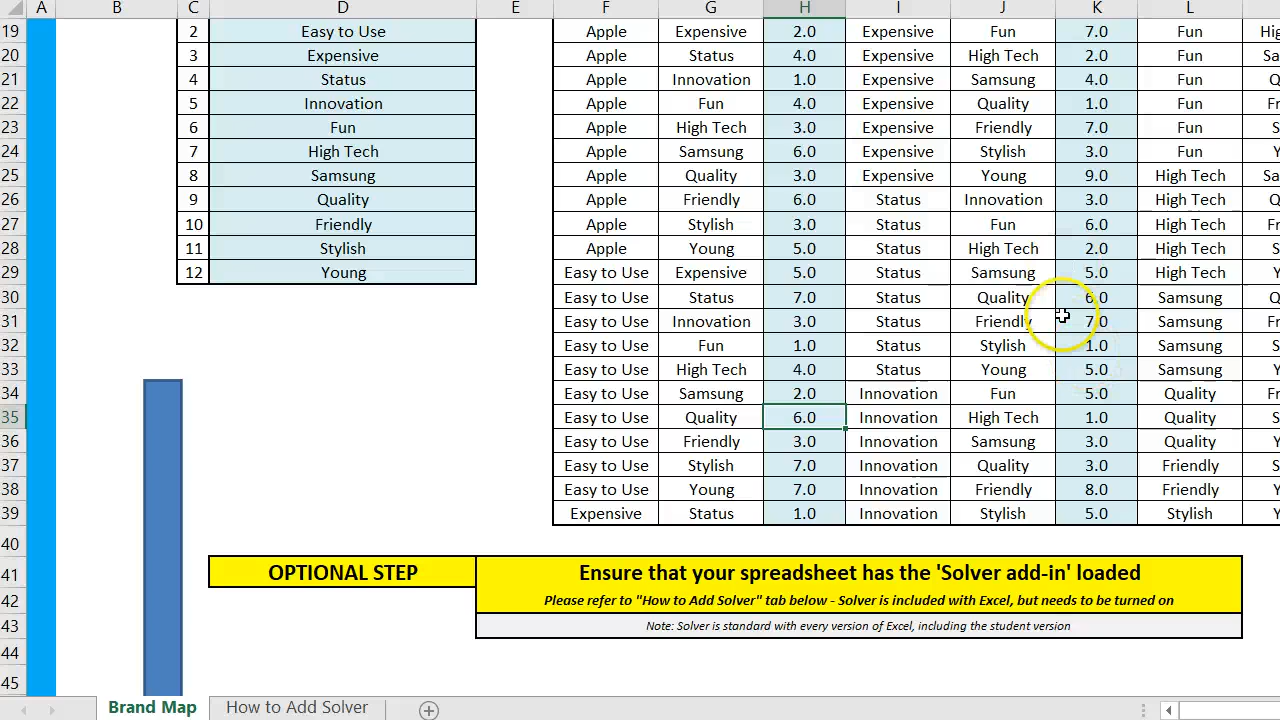 A B C D E F G H I J K L
19 2 Easy to Use Apple Expensive 2.0 Expensive Fun 7.0 Fun
20 3 Expensive Apple Status 4.0 Expensive High Tech 2.0 Fun
21 4 Status Apple Innovation 1.0 Expensive Samsung 4.0 Fun
22 5 Innovation Apple Fun 4.0 Expensive Quality 1.0 Fun
23 6 Fun Apple High Tech 3.0 Expensive Friendly 7.0 Fun
24 7 High Tech Apple Samsung 6.0 Expensive Stylish 3.0 Fun
25 8 Samsung Apple Quality 3.0 Expensive Young 9.0 High Tech
26 9 Quality Apple Friendly 6.0 Status Innovation 3.0 High Tech
27 10 Friendly Apple Stylish 3.0 Status Fun 6.0 High Tech
28 11 Stylish Apple Young 5.0 Status High Tech 2.0 High Tech
29 12 Young Easy to Use Expensive 5.0 Status Samsung 5.0 High Tech
30 Easy to Use Status 7.0 Status Quality 6.0 Samsung
31 Easy to Use Innovation 3.0 Status Friendly 7.0 Samsung
32 Easy to Use Fun 1.0 Status Stylish 1.0 Samsung
33 Easy to Use High Tech 4.0 Status Young 5.0 Samsung
34 Easy to Use Samsung 2.0 Innovation Fun 5.0 Quality
35 Easy to Use Quality 6.0 Innovation High Tech 1.0 Quality
36 Easy to Use Friendly 3.0 Innovation Samsung 3.0 Quality
37 Easy to Use Stylish 7.0 Innovation Quality 3.0 Friendly
38 Easy to Use Young 7.0 Innovation Friendly 8.0 Friendly
39 Expensive Status 1.0 Innovation Stylish 5.0 Stylish
40
41 OPTIONAL STEP Ensure that your spreadsheet has the 'Solver add-in' loaded
42 Please refer to "How to Add Solver" tab below - Solver is included with Excel, but needs to be turned on
43 Note: Solver is standard with every version of Excel, including the student version
44
45
Brand Map How to Add Solver